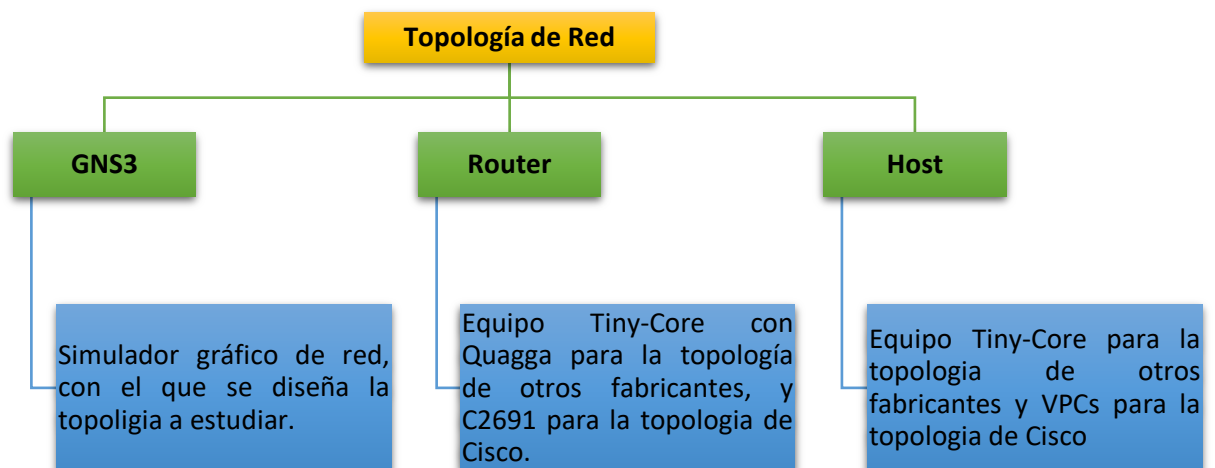 Topología de Red
GNS3
Router
Host
Simulador gráfico de red,
con el que se diseña la
topoligia a estudiar.
Equipo Tiny-Core con
Quagga para la topología
de otros fabricantes, y
C2691 para la topologia de
Cisco.
Equipo Tiny-Core para la
topologia de otros
fabricantes y VPCs para la
topologia de Cisco